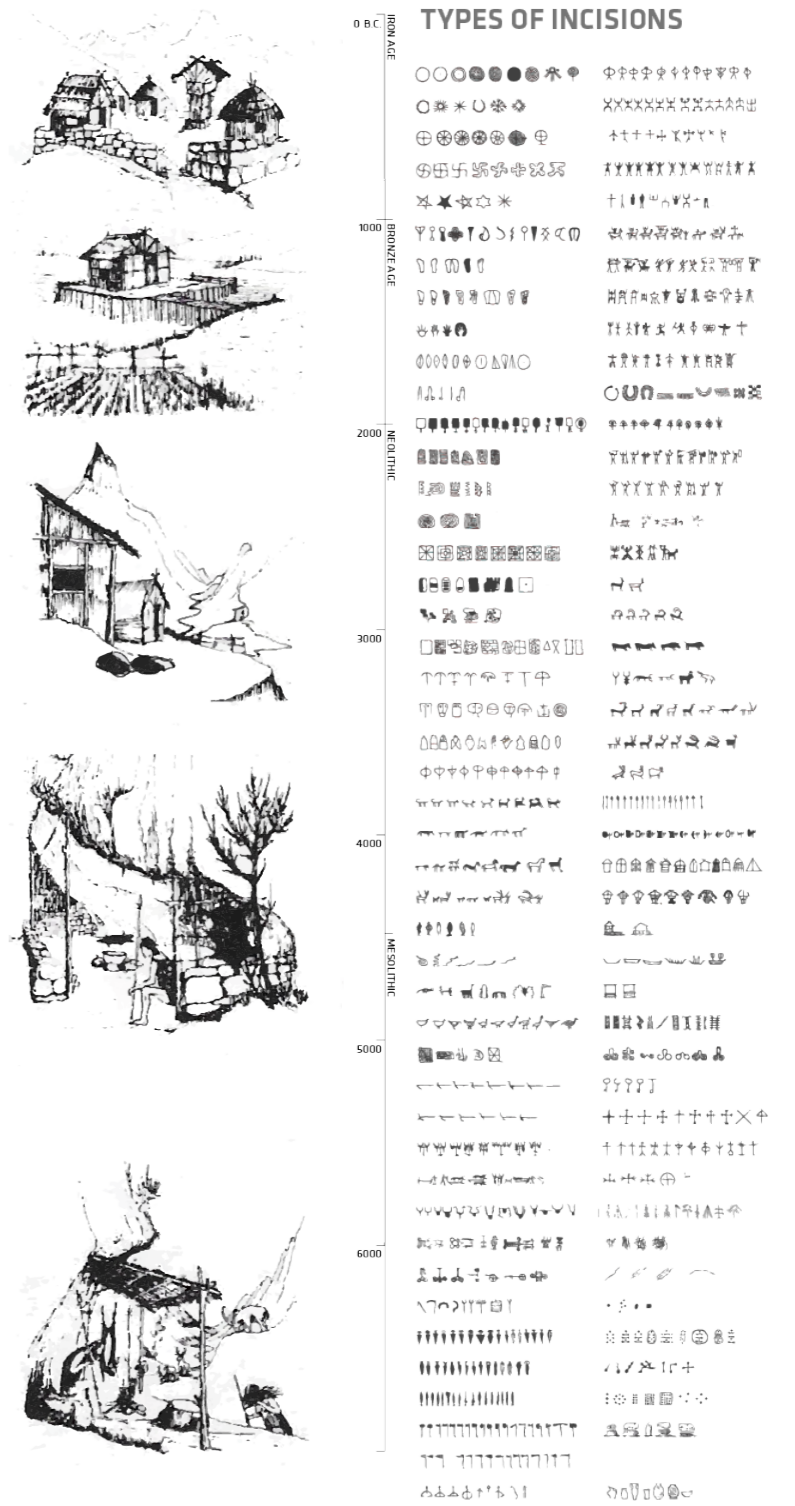 TYPES OF INCISIONS
0 B.C.
IRON AGE
1000
BRONZE AGE
2000
NEOLITHIC
3000
4000
MESOLITHIC
5000
6000